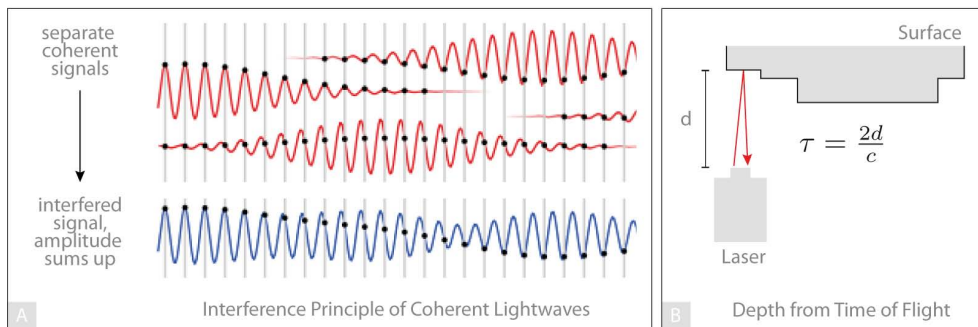 separate
coherent
signals
interfered
signal,
amplitude
sums up
A
Interference Principle of Coherent Lightwaves
Surface
d
τ = 2d/c
Laser
B
Depth from Time of Flight